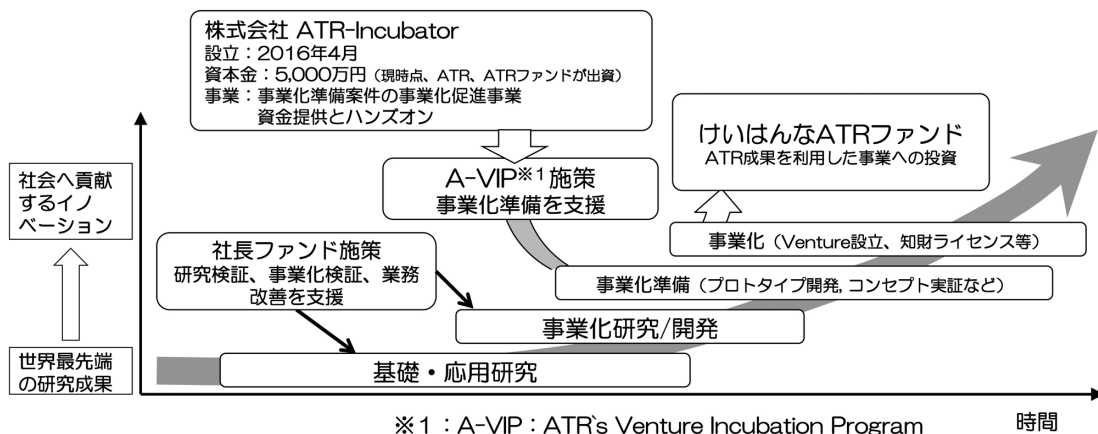 株式会社 ATR-Incubator
設立：2016年4月
資本金：5,000万円（現時点、ATR、ATRファンドが出資）
事業：事業化準備案件の事業化促進事業
資金提供とハンズオン
けいはんなATRファンド
ATR成果を利用した事業への投資
A-VIP※1 施策
事業化準備を支援
社会へ貢献
するイノ
ベーション
社長ファンド施策
研究検証、事業化検証、業務
改善を支援
事業化（Venture設立、知財ライセンス等）
事業化準備（プロトタイプ開発, コンセプト実証など）
事業化研究/開発
世界最先端
の研究成果
基礎・応用研究
※1：A-VIP：ATR`s Venture Incubation Program
時間